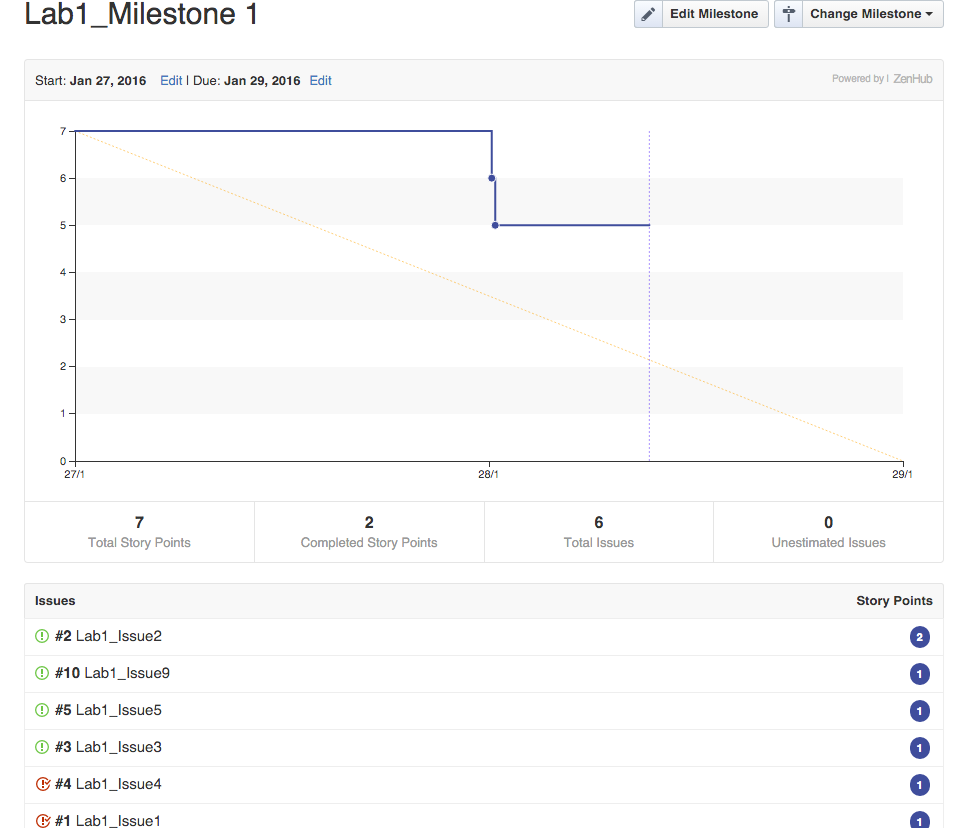 Lab1_Milestone 1
Edit Milestone
Change Milestone
Start: Jan 27, 2016 Edit | Due: Jan 29, 2016 Edit
Powered by | ZenHub
7
6
5
4
3
2
1
0
27/1 28/1 29/1
7 2 6 0
Total Story Points Completed Story Points Total Issues Unestimated Issues
Issues Story Points
#2 Lab1_Issue2 2
#10 Lab1_Issue9 1
#5 Lab1_Issue5 1
#3 Lab1_Issue3 1
#4 Lab1_Issue4 1
#1 Lab1_Issue1 1